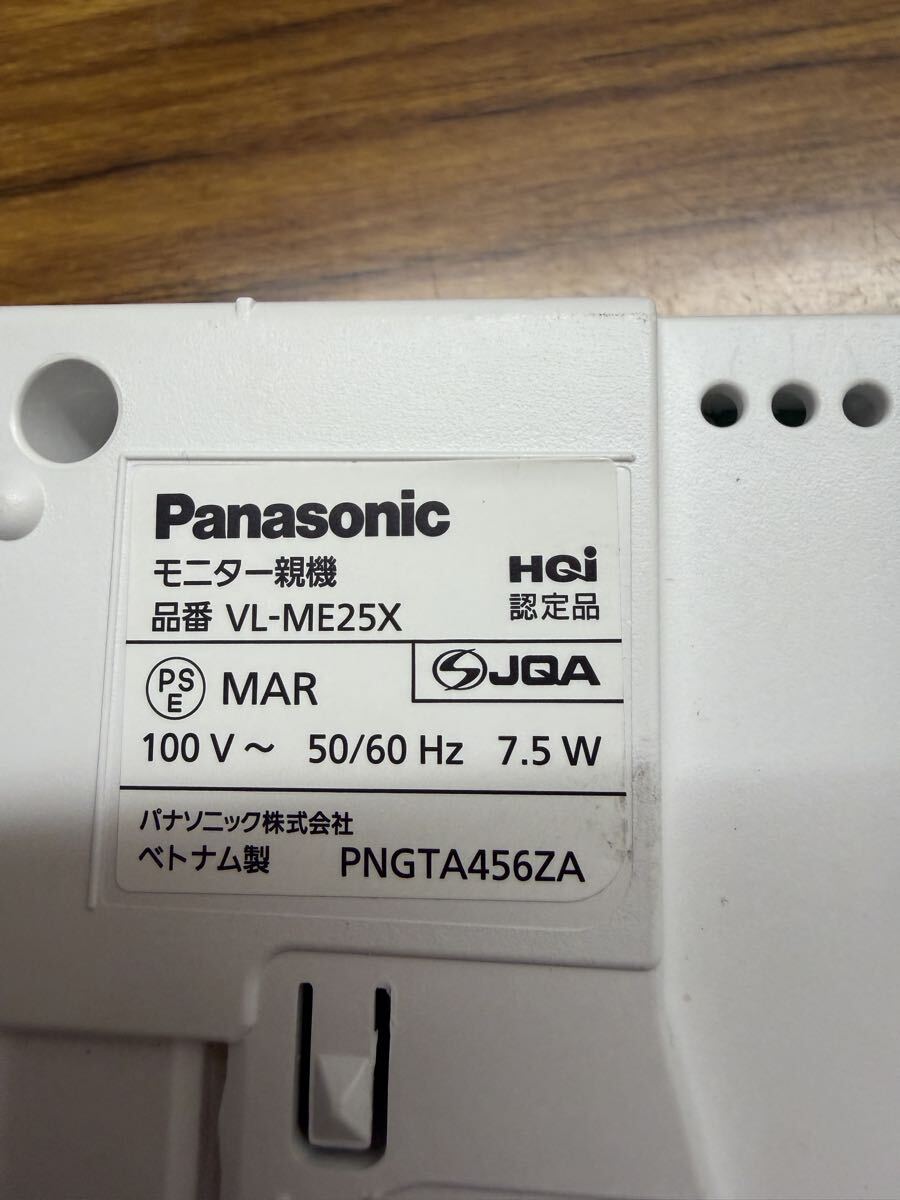 Panasonic
モニター親機
品番 VL-ME25X
HQi
認定品
PSE MAR
JQA
100 V～ 50/60 Hz 7.5 W
パナソニック株式会社
ベトナム製 PNGTA456ZA